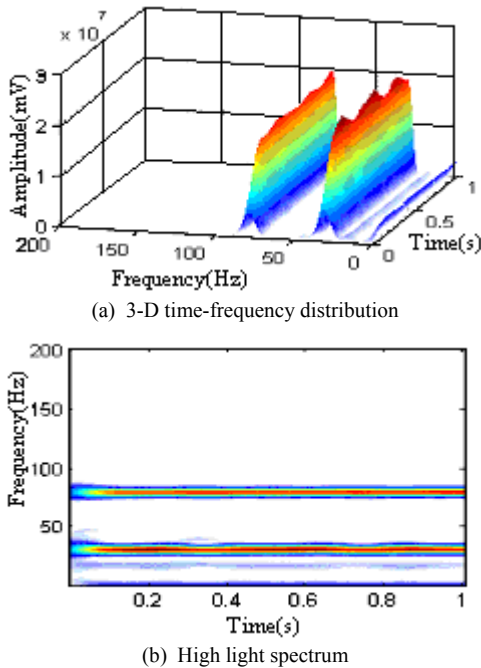 x 10
7
Amplitude(mV)
3
2
1
0
200
150
100
50
0
Frequency(Hz)
0
0.5
1
Time(s)
(a) 3-D time-frequency distribution
Frequency(Hz)
200
150
100
50
0.2
0.4
0.6
0.8
1
Time(s)
(b) High light spectrum